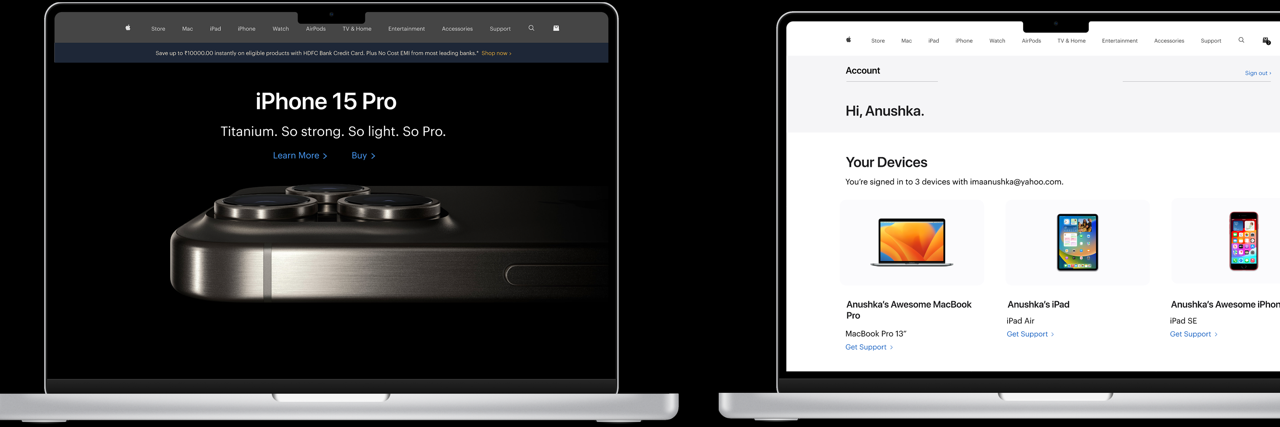 Store Mac iPad iPhone Watch AirPods TV & Home Entertainment Accessories Support
Save up to ₹10000.00 instantly on eligible products with HDFC Bank Credit Card. Plus No Cost EMI from most leading banks.* Shop now ›
iPhone 15 Pro
Titanium. So strong. So light. So Pro.
Learn More > Buy >
Store Mac iPad iPhone Watch AirPods TV & Home Entertainment Accessories Support
Account
Sign out ›
Hi, Anushka.
Your Devices
You're signed in to 3 devices with imaanushka@yahoo.com.
Anushka's Awesome MacBook
Pro
MacBook Pro 13"
Get Support >
Anushka's iPad
iPad Air
Get Support >
Anushka's Awesome iPhon
iPad SE
Get Support >